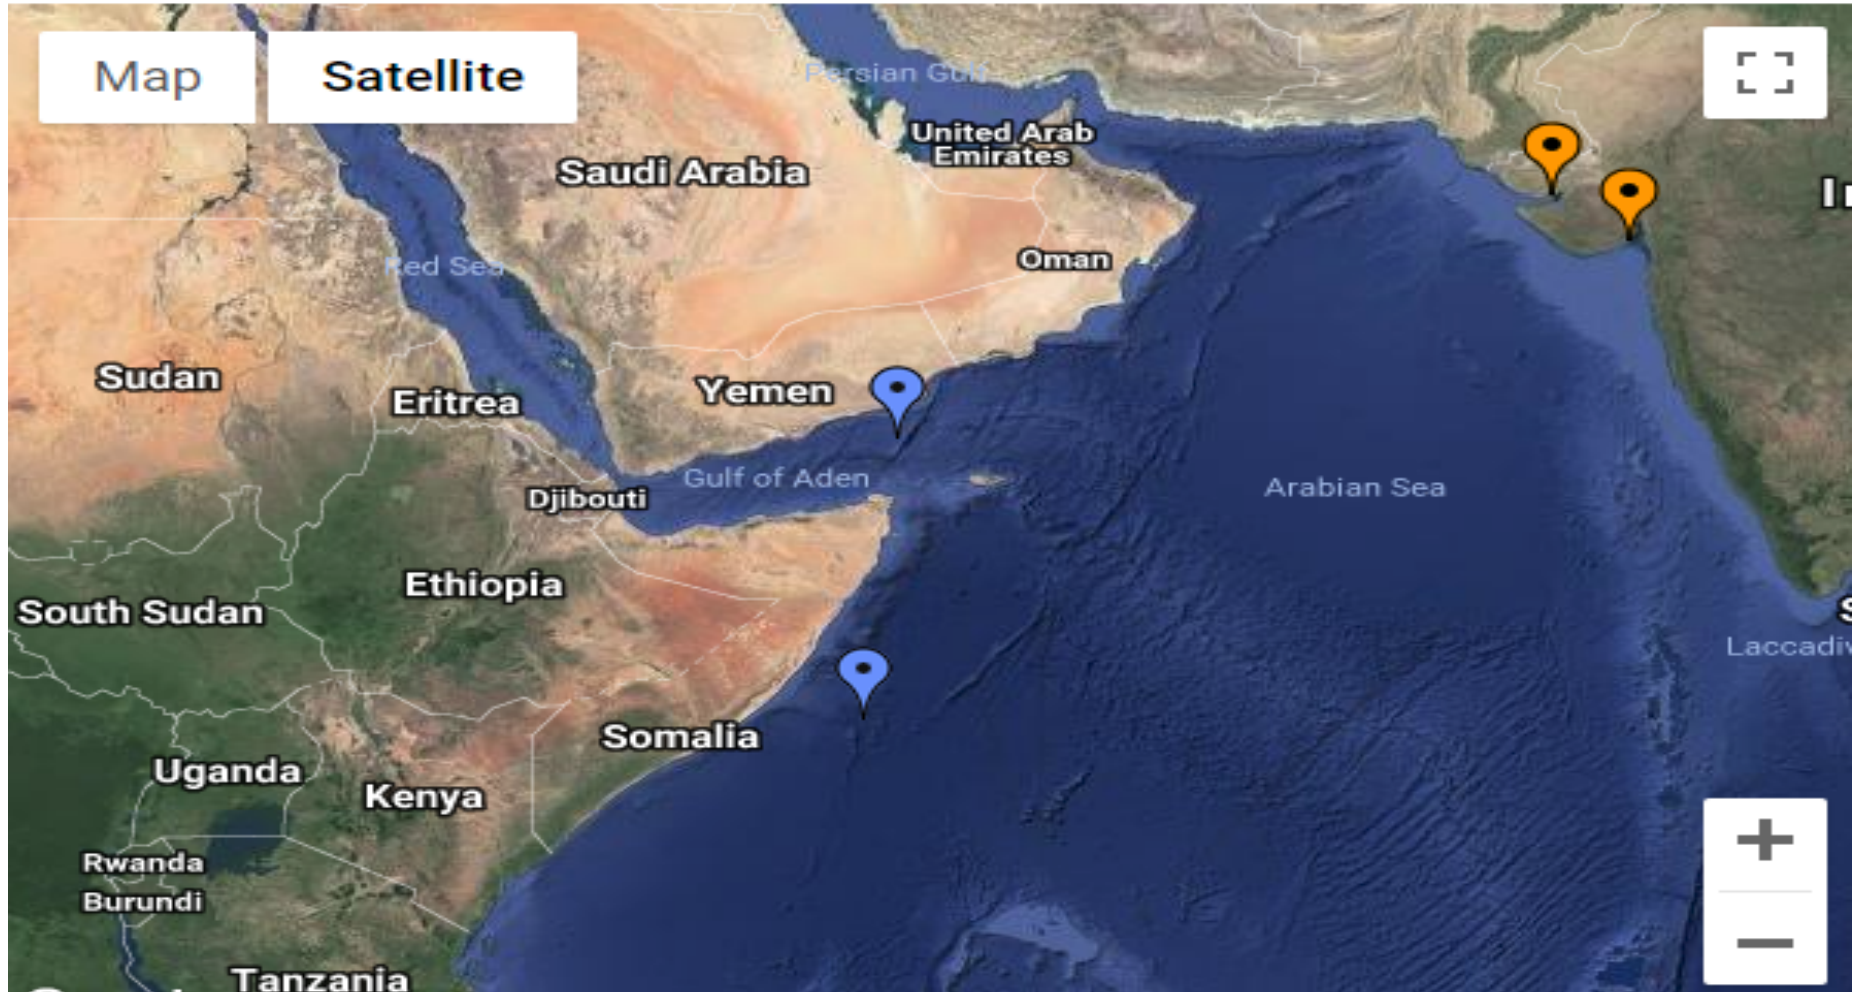 Map
Satellite
Persian Gulf
United Arab
Emirates
Saudi Arabia
Oman
Red Sea
Sudan
Eritrea
Yemen
Gulf of Aden
Arabian Sea
Djibouti
Ethiopia
South Sudan
Laccadiv
Somalia
Uganda
Kenya
Rwanda
Burundi
Tanzania